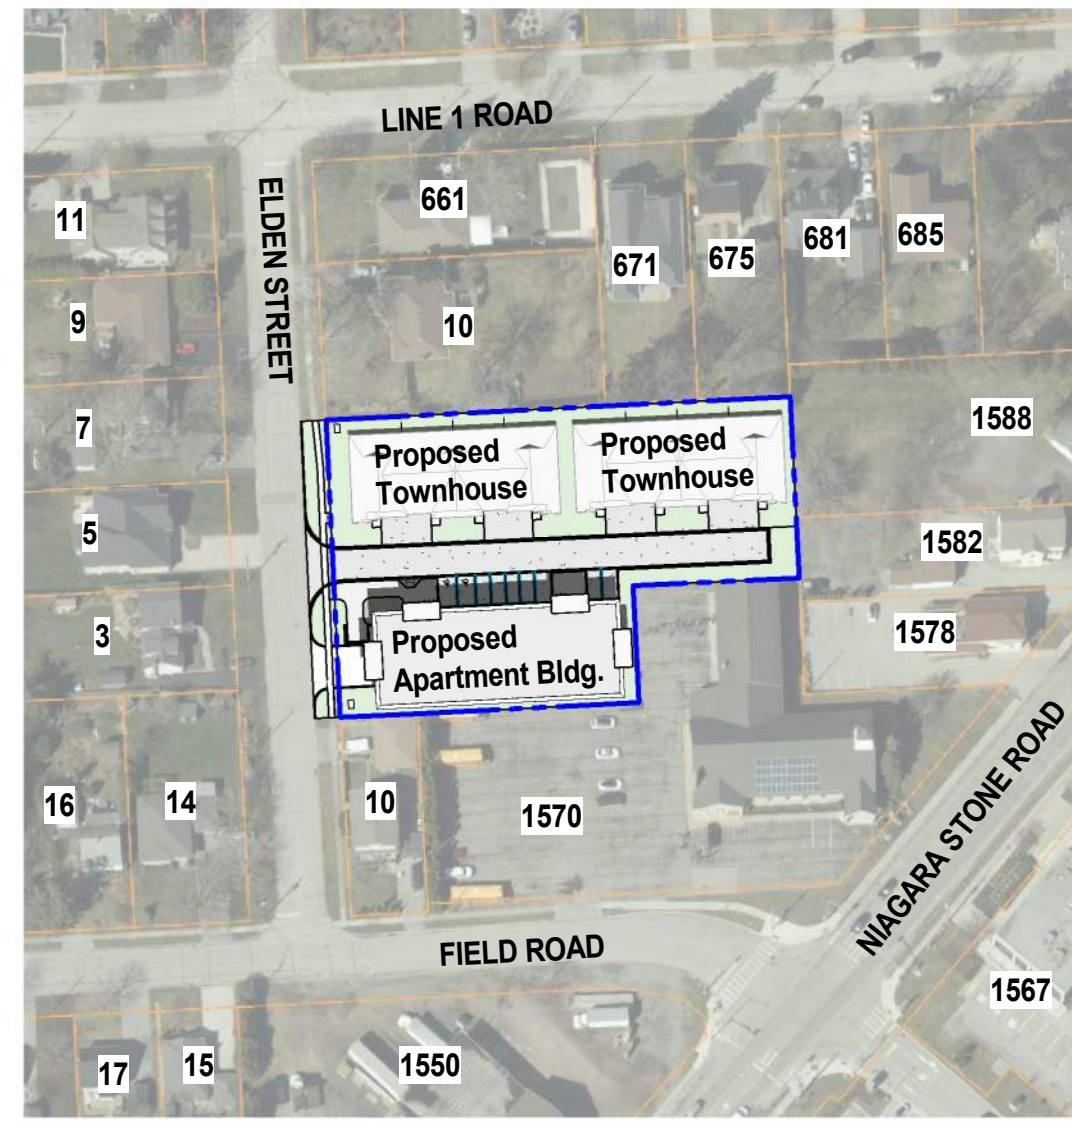 LINE 1 ROAD
ELDEN STREET
661
11
671
675
681
685
9
10
7
1588
Proposed
Townhouse
Proposed
Townhouse
5
1582
3
1578
Proposed
Apartment Bldg.
NIAGARA STONE ROAD
16
14
10
1570
FIELD ROAD
1567
17
15
1550